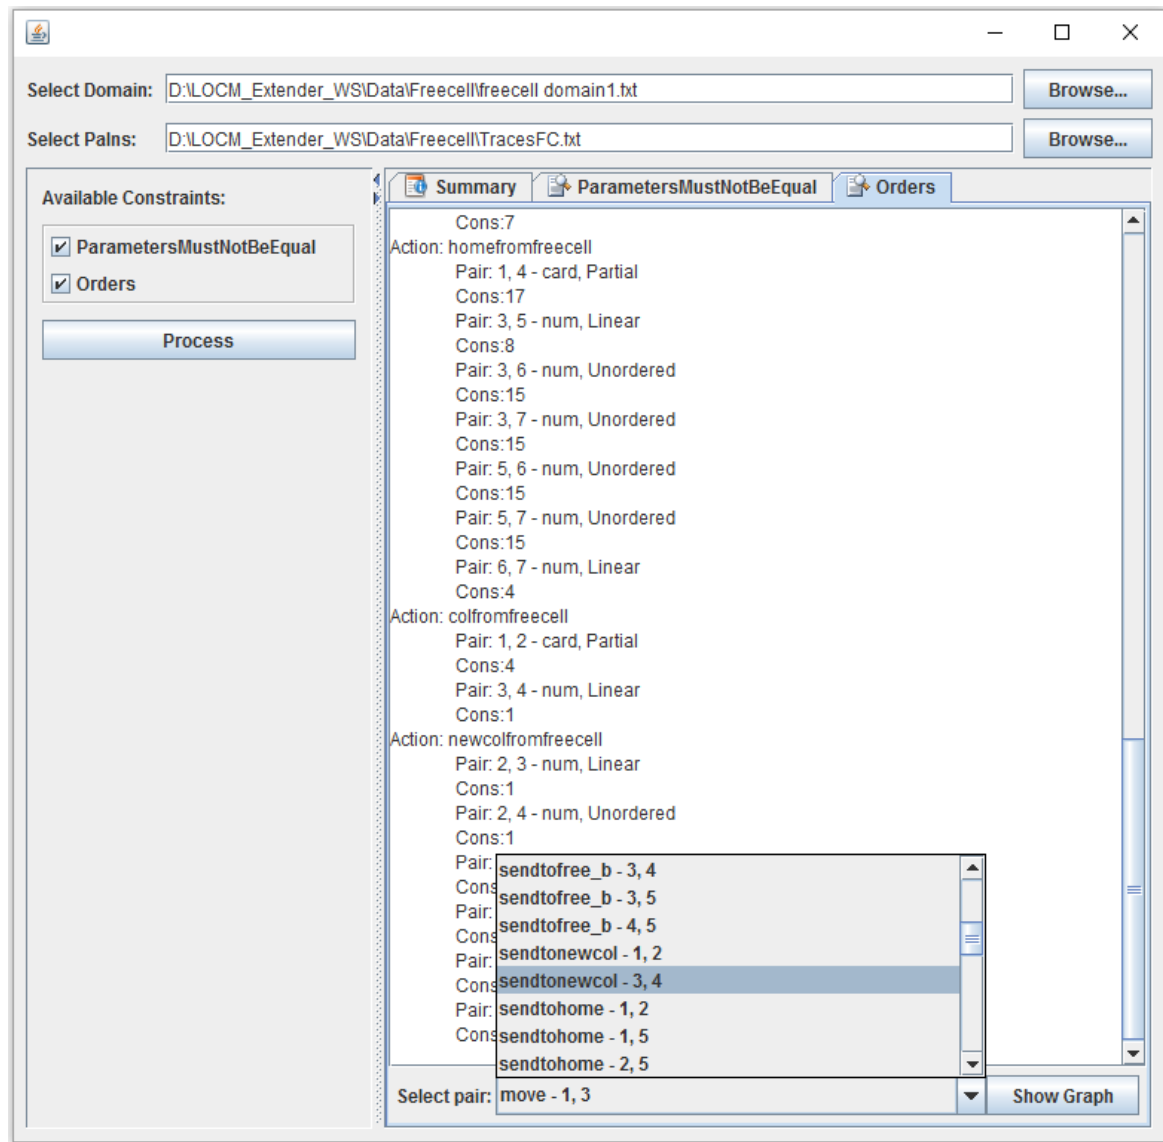 Select Domain: D:\LOCM_Extender_WS\Data\Freecell\freecell domain1.txt Browse...
Select Palns: D:\LOCM_Extender_WS\Data\Freecell\TracesFC.txt Browse...
Available Constraints:
ParametersMustNotBeEqual
Orders
Process
Summary ParametersMustNotBeEqual Orders
Cons:7
Action: homefromfreecell
Pair: 1, 4 - card, Partial
Cons:17
Pair: 3, 5 - num, Linear
Cons:8
Pair: 3, 6 - num, Unordered
Cons:15
Pair: 3, 7 - num, Unordered
Cons:15
Pair: 5, 6 - num, Unordered
Cons:15
Pair: 5, 7 - num, Unordered
Cons:15
Pair: 6, 7 - num, Linear
Cons:4
Action: colfromfreecell
Pair: 1, 2 - card, Partial
Cons:4
Pair: 3, 4 - num, Linear
Cons:1
Action: newcolfromfreecell
Pair: 2, 3 - num, Linear
Cons:1
Pair: 2, 4 - num, Unordered
Cons:1
Pair:
Cons
Pair:
Cons
Pair:
Cons
Pair:
Cons
sendtofree_b - 3, 4
sendtofree_b - 3, 5
sendtofree_b - 4, 5
sendtonewcol - 1, 2
sendtonewcol - 3, 4
sendtohome - 1, 2
sendtohome - 1, 5
sendtohome - 2, 5
Select pair: move - 1, 3 Show Graph